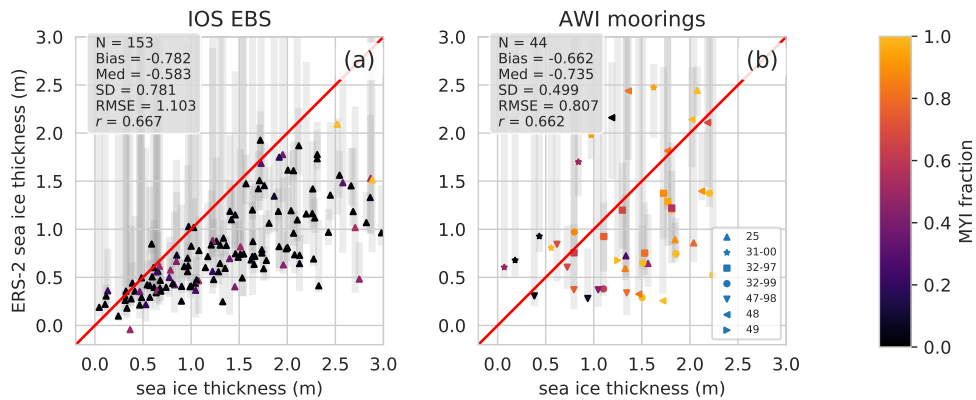 IOS EBS
N = 153
Bias = -0.782
Med = -0.583
SD = 0.781
RMSE = 1.103
r = 0.667
(a)
3.0
2.5
2.0
1.5
1.0
0.5
0.0
ERS-2 sea ice thickness (m)
0.0 0.5 1.0 1.5 2.0 2.5 3.0
sea ice thickness (m)
AWI moorings
N = 44
Bias = -0.662
Med = -0.735
SD = 0.499
RMSE = 0.807
r = 0.662
(b)
3.0
2.5
2.0
1.5
1.0
0.5
0.0
25
31-00
32-97
32-99
47-98
48
49
0.0 0.5 1.0 1.5 2.0 2.5 3.0
sea ice thickness (m)
1.0
0.8
0.6
0.4
0.2
0.0
MYI fraction